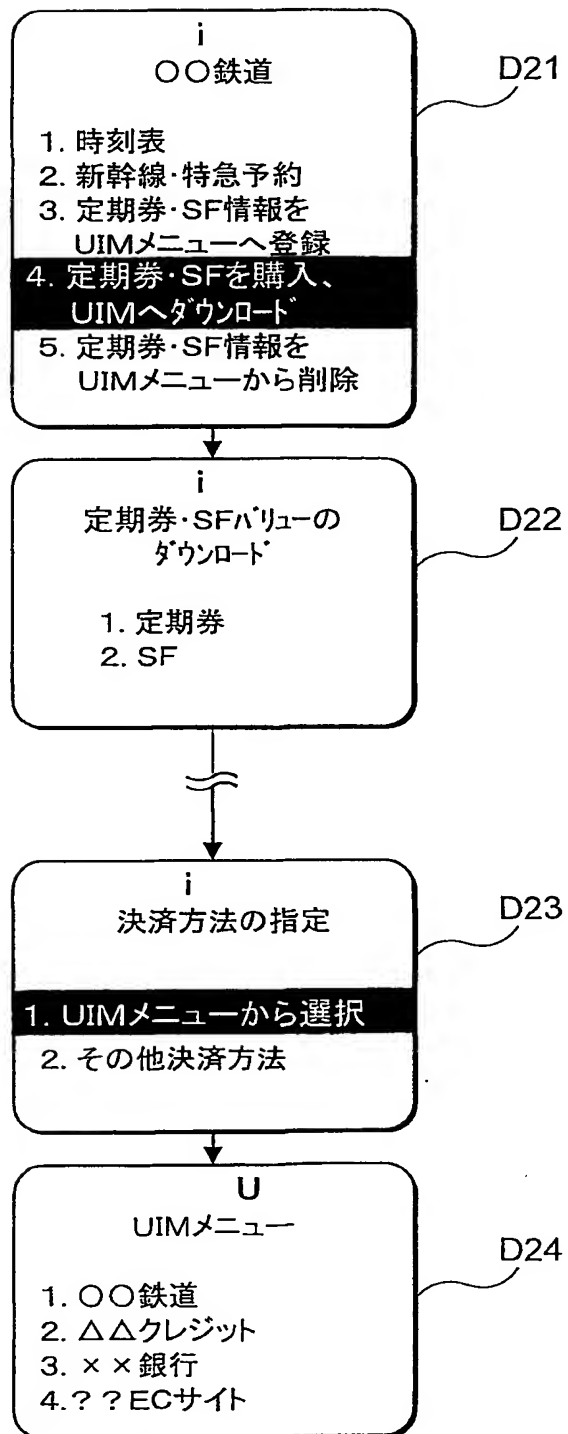 i
○○鉄道
D21
1. 時刻表
2. 新幹線・特急予約
3. 定期券・SF情報を
UIMメニューへ登録
4. 定期券・SFを購入、
UIMへダウンロード
5. 定期券・SF情報を
UIMメニューから削除
i
定期券・SFバリューの
ダウンロード
D22
1. 定期券
2. SF
i
決済方法の指定
D23
1. UIMメニューから選択
2. その他決済方法
U
UIMメニュー
D24
1. ○○鉄道
2. △△クレジット
3. ××銀行
4.??ECサイト